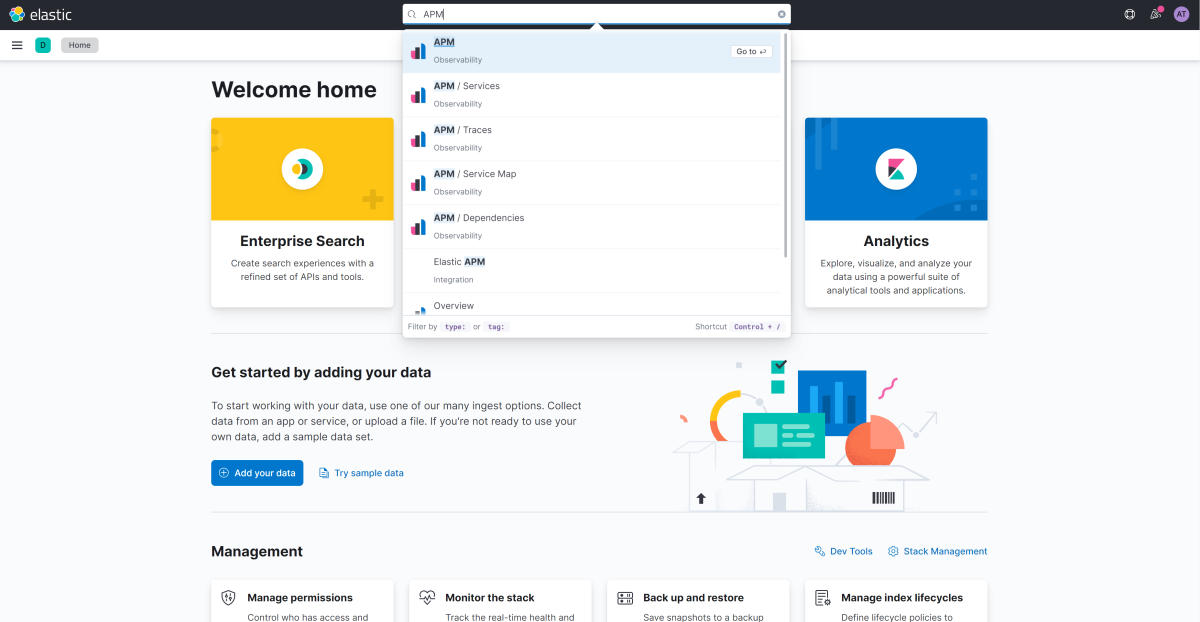 elastic
APM
AT
D
Home
APM
Observability
Go to
APM / Services
Observability
APM / Traces
Observability
APM / Service Map
Observability
APM / Dependencies
Observability
Elastic APM
Integration
Overview
Filter by type: or tag:
Shortcut Control + /
Welcome home
Enterprise Search
Create search experiences with a
refined set of APIs and tools.
Analytics
Explore, visualize, and analyze your
data using a powerful suite of
analytical tools and applications.
Get started by adding your data
To start working with your data, use one of our many ingest options. Collect
data from an app or service, or upload a file. If you're not ready to use your
own data, add a sample data set.
Add your data
Try sample data
Management
Dev Tools
Stack Management
Manage permissions
Control who has access and
Monitor the stack
Track the real-time health and
Back up and restore
Save snapshots to a backup
Manage index lifecycles
Define lifecycle policies to